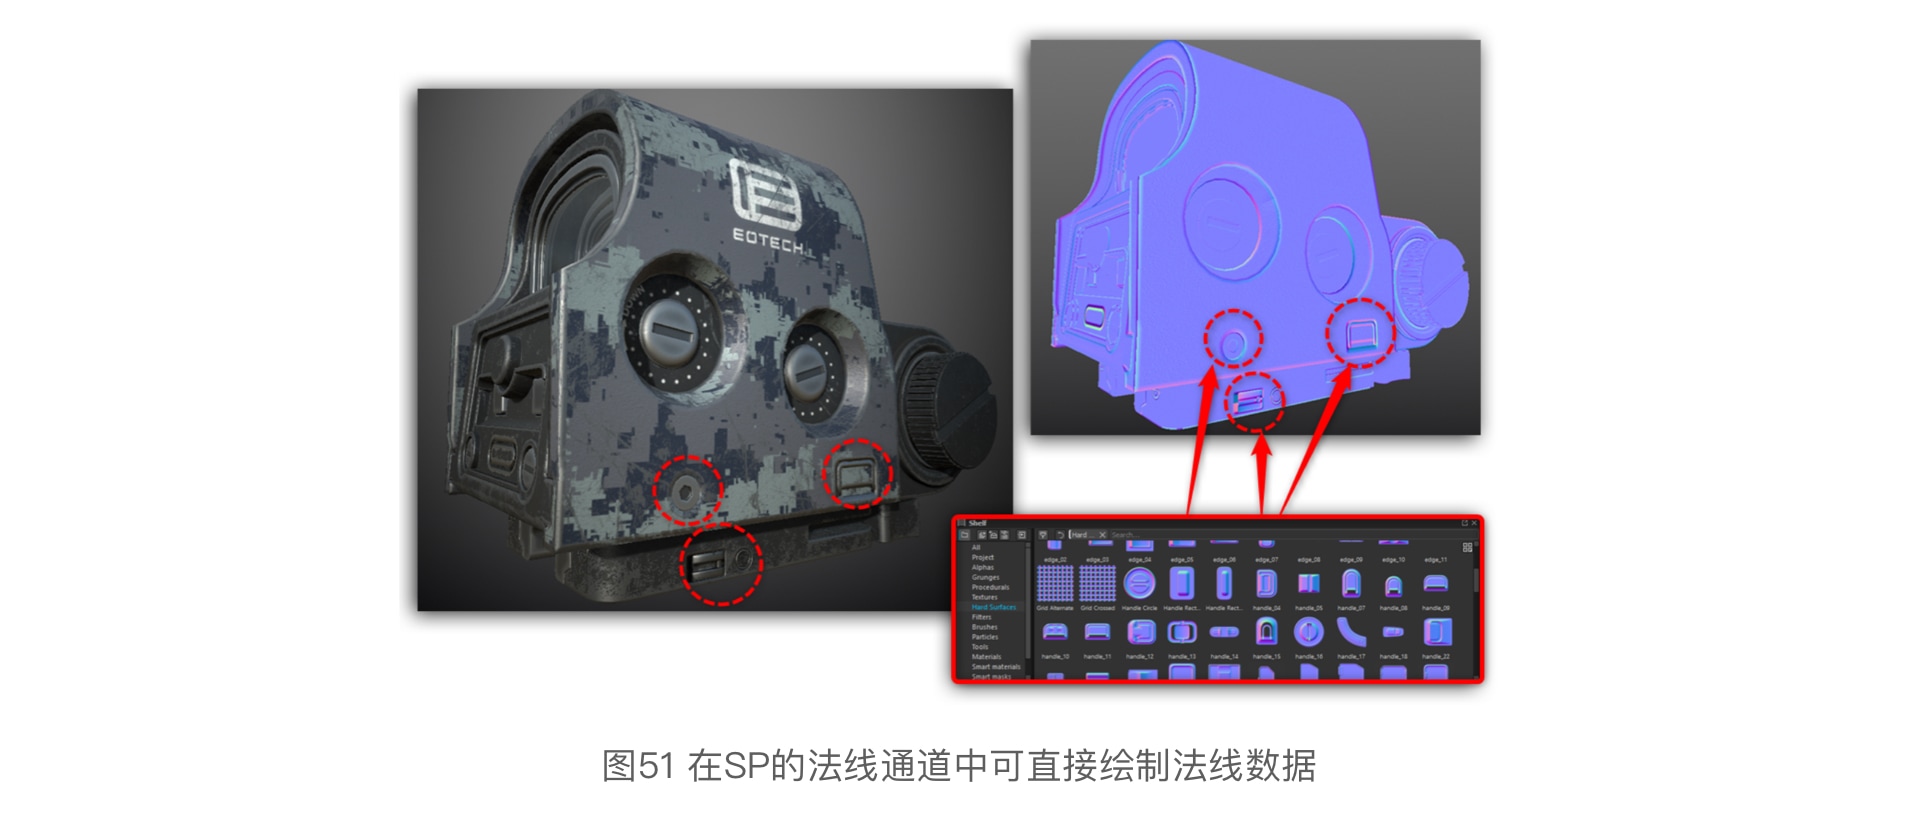 EOTECH
DOWN
Shelf
Hard ... Search...
All
Project
Alphas
Grunges
Procedurals
Textures
Hard Surfaces
Filters
Brushes
Particles
Tools
Materials
Smart materials
Smart masks
edge_02 edge_03 edge_04 edge_05 edge_06 edge_07 edge_08 edge_09 edge_10 edge_11
Grid Alternate Grid Crossed Handle Circle Handle Rect... Handle Rect... handle_04 handle_05 handle_07 handle_08 handle_09
handle_10 handle_11 handle_12 handle_13 handle_14 handle_15 handle_16 handle_17 handle_18 handle_22
图51 在SP的法线通道中可直接绘制法线数据